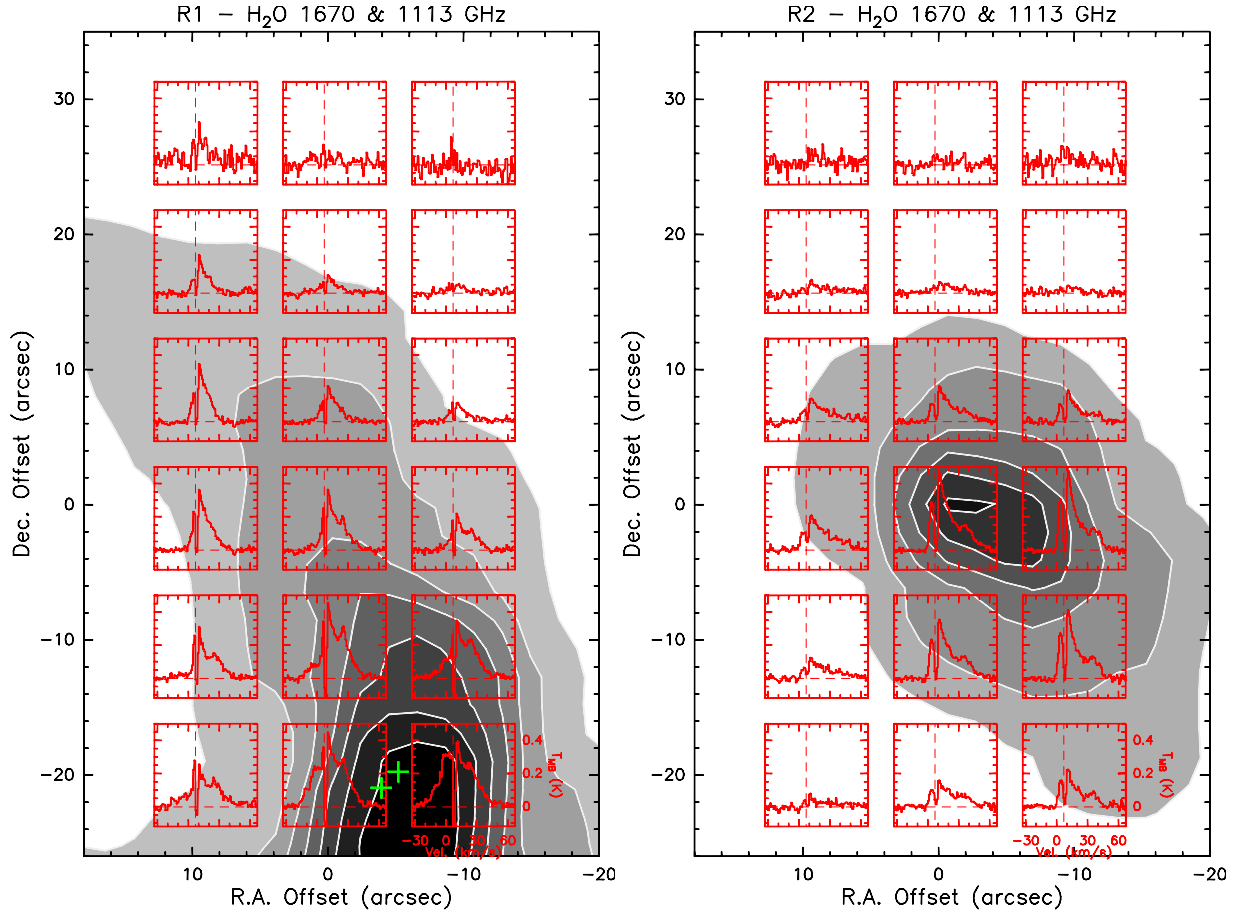 R1 − H₂O 1670 & 1113 GHz
R2 − H₂O 1670 & 1113 GHz
30
20
10
0
−10
−20
Dec. Offset (arcsec)
0.4
0.2
0
T_MB (K)
−30 0 30 60
Vel. (km/s)
10 0 −10 −20
R.A. Offset (arcsec)
30
20
10
0
−10
−20
Dec. Offset (arcsec)
0.4
0.2
0
T_MB (K)
−30 0 30 60
Vel. (km/s)
10 0 −10 −20
R.A. Offset (arcsec)